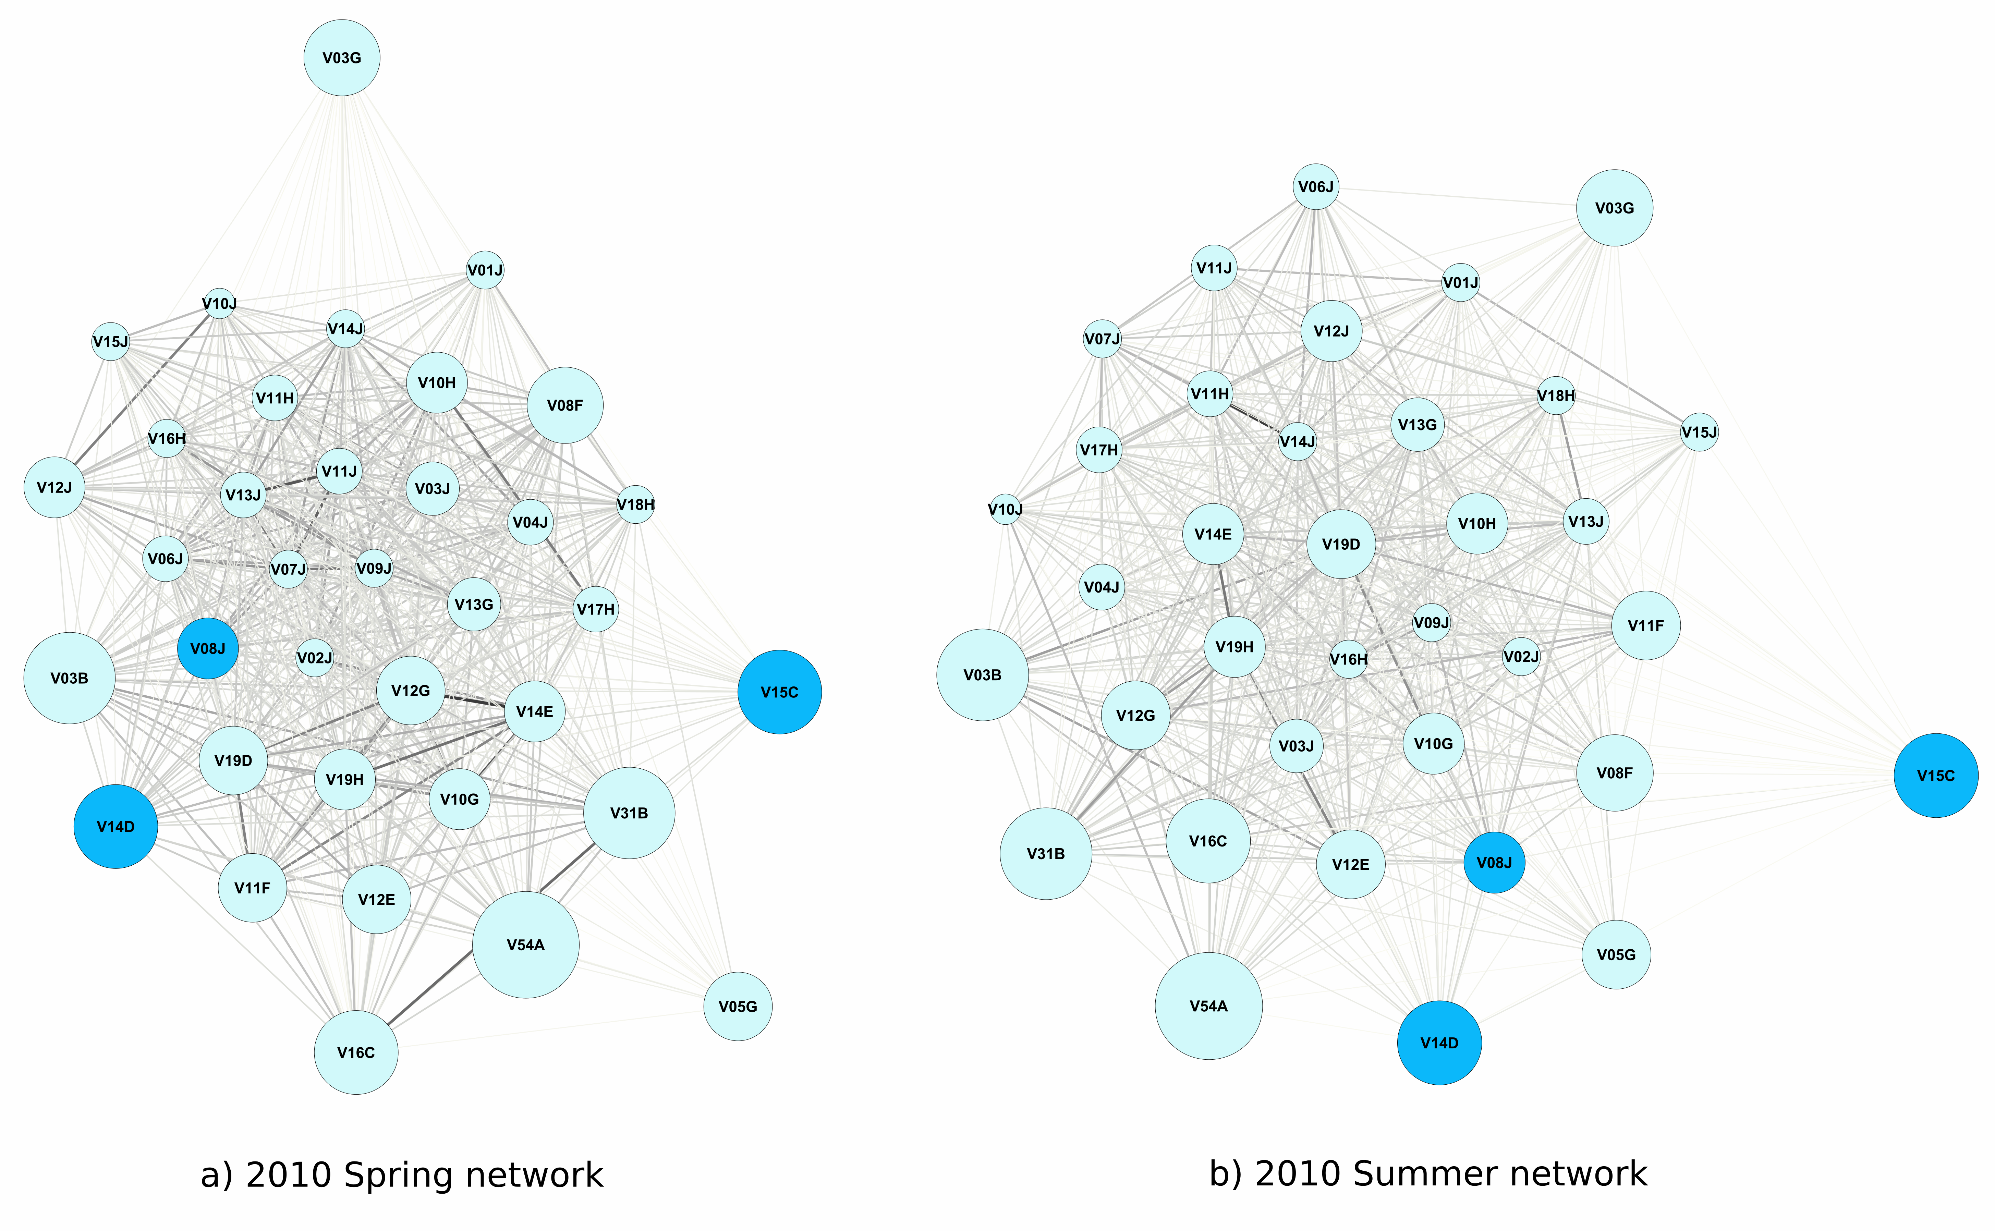 V03G
V01J
V10J
V14J
V15J
V10H
V11H
V08F
V16H
V11J
V12J
V13J
V03J
V18H
V04J
V06J
V07J
V09J
V13G
V17H
V08J
V02J
V03B
V12G
V15C
V14E
V19D
V19H
V10G
V31B
V14D
V11F
V12E
V54A
V05G
V16C
a) 2010 Spring network
V06J
V03G
V11J
V01J
V12J
V07J
V11H
V18H
V13G
V15J
V14J
V17H
V10J
V14E
V10H
V13J
V19D
V04J
V09J
V11F
V19H
V16H
V02J
V03B
V12G
V03J
V10G
V08F
V15C
V16C
V31B
V12E
V08J
V05G
V54A
V14D
b) 2010 Summer network